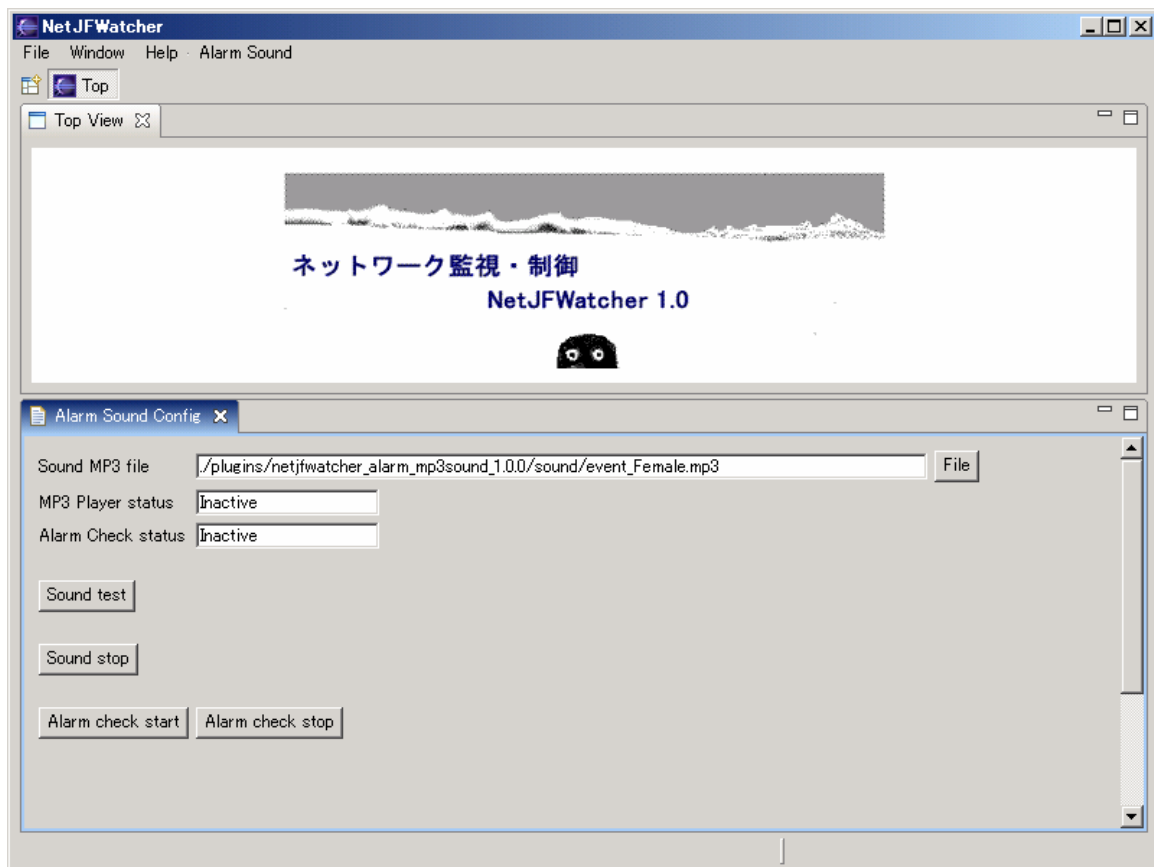 NetJFWatcher
File Window Help Alarm Sound
Top
Top View
ネットワーク監視・制御
NetJFWatcher 1.0
Alarm Sound Config
Sound MP3 file ./plugins/netjfwatcher_alarm_mp3sound_1.0.0/sound/event_Female.mp3 File
MP3 Player status Inactive
Alarm Check status Inactive
Sound test
Sound stop
Alarm check start Alarm check stop